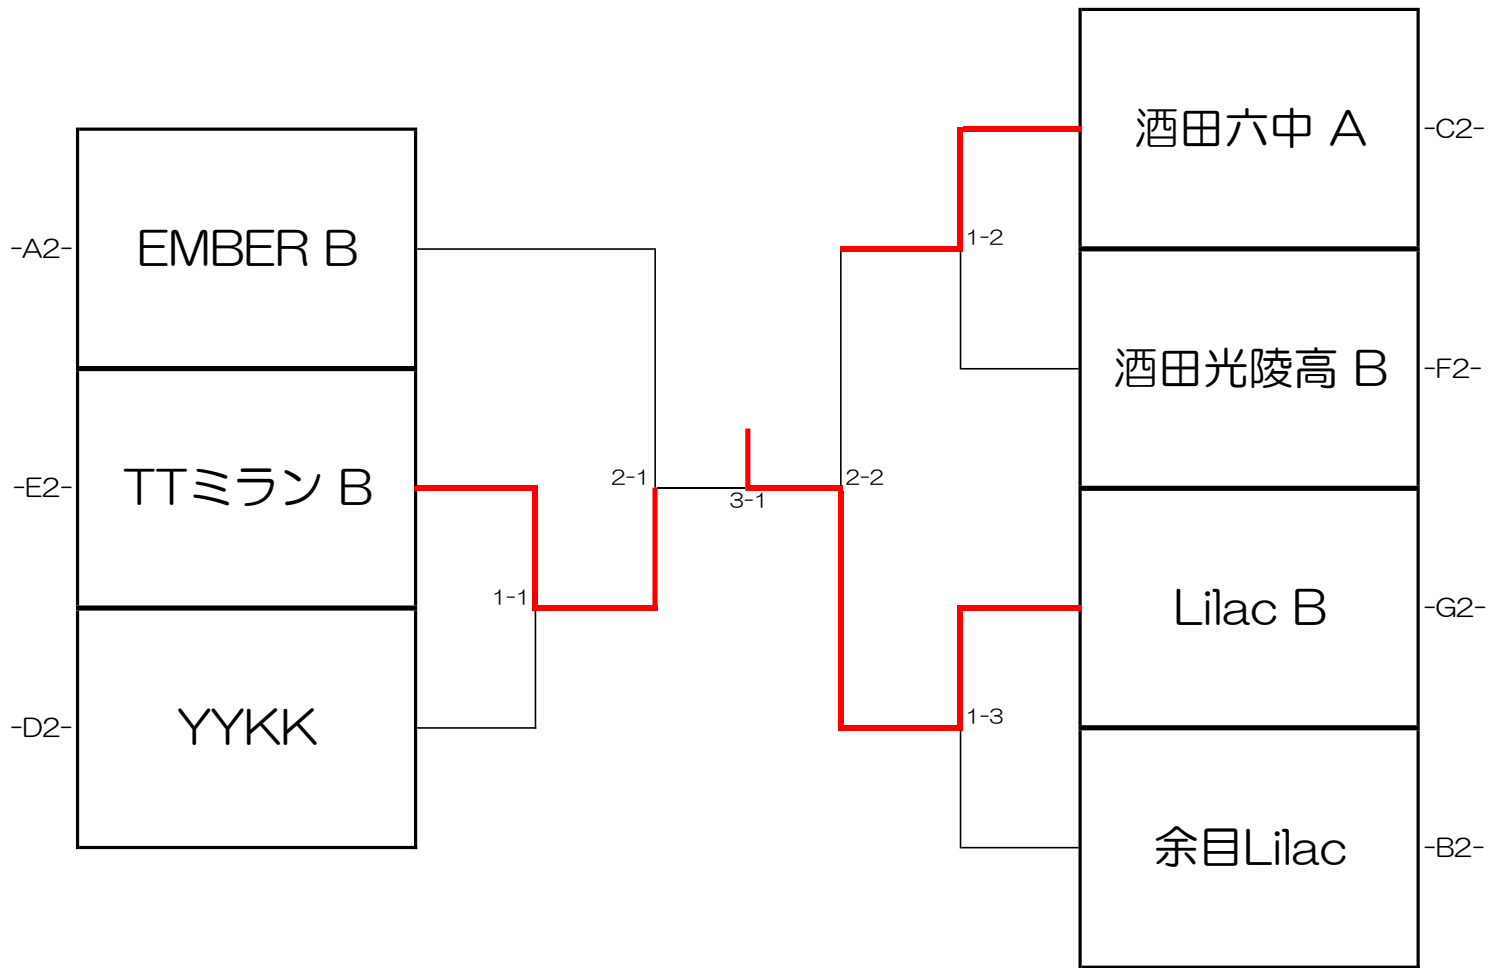 -A2-
EMBER B
-E2-
TTミラン B
-D2-
YYKK
1-1
2-1
3-1
2-2
1-2
1-3
酒田六中 A
-C2-
酒田光陵高 B
-F2-
Lilac B
-G2-
余目Lilac
-B2-